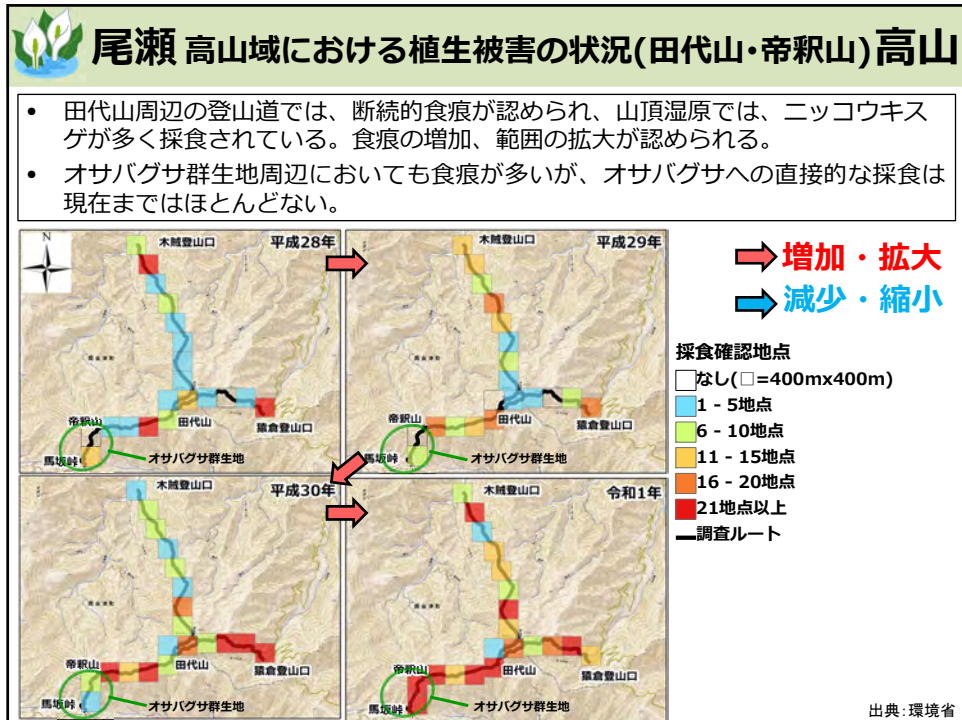 尾瀬 高山域における植生被害の状況(田代山・帝釈山)高山
• 田代山周辺の登山道では、断続的食痕が認められ、山頂湿原では、ニッコウキス
ゲが多く採食されている。食痕の増加、範囲の拡大が認められる。
• オサバグサ群生地周辺においても食痕が多いが、オサバグサへの直接的な採食は
現在まではほとんどない。
N
木賊登山口
平成28年
帝釈山
田代山
猿倉登山口
馬坂峠
オサバグサ群生地
木賊登山口
平成29年
帝釈山
田代山
猿倉登山口
馬坂峠
オサバグサ群生地
木賊登山口
平成30年
帝釈山
田代山
猿倉登山口
馬坂峠
オサバグサ群生地
木賊登山口
令和1年
帝釈山
田代山
猿倉登山口
馬坂峠
オサバグサ群生地
増加・拡大
減少・縮小
採食確認地点
なし(□=400mx400m)
1 - 5地点
6 - 10地点
11 - 15地点
16 - 20地点
21地点以上
調査ルート
出典:環境省